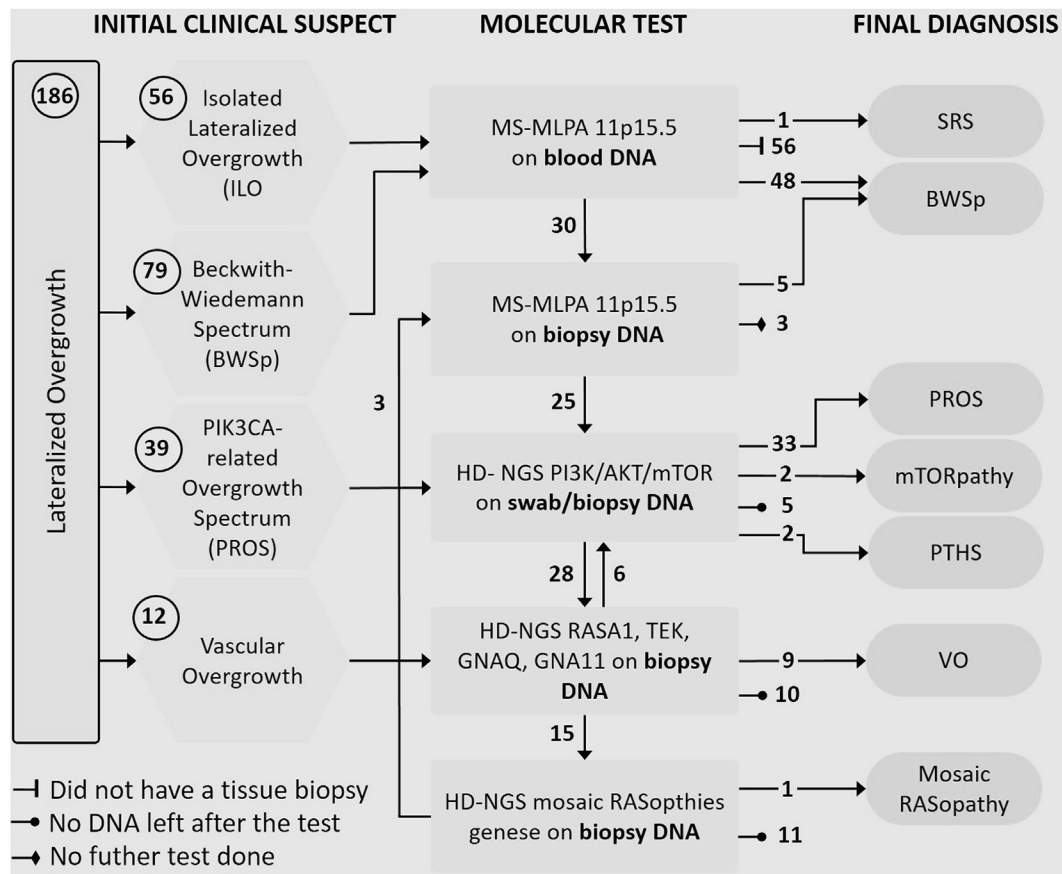 INITIAL CLINICAL SUSPECT
MOLECULAR TEST
FINAL DIAGNOSIS
186
Lateralized Overgrowth
56
Isolated
Lateralized
Overgrowth
(ILO
79
Beckwith-
Wiedemann
Spectrum
(BWSp)
39
PIK3CA-
related
Overgrowth
Spectrum
(PROS)
12
Vascular
Overgrowth
MS-MLPA 11p15.5
on blood DNA
30
MS-MLPA 11p15.5
on biopsy DNA
3
25
HD- NGS PI3K/AKT/mTOR
on swab/biopsy DNA
28
6
HD-NGS RASA1, TEK,
GNAQ, GNA11 on biopsy
DNA
15
HD-NGS mosaic RASopthies
genese on biopsy DNA
1
56
48
5
3
33
2
5
2
9
10
1
11
SRS
BWSp
PROS
mTORpathy
PTHS
VO
Mosaic
RASopathy
Did not have a tissue biopsy
No DNA left after the test
No futher test done